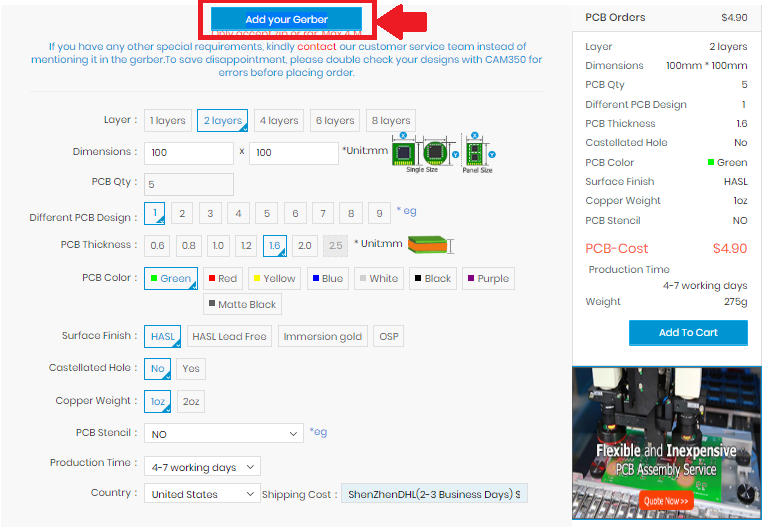 Add your Gerber
Only accept zip or rar, Max 4 M
If you have any other special requirements, kindly contact our customer service team instead of
mentioning it in the gerber.To save disappointment, please double check your designs with CAM350 for
errors before placing order.
Layer :
1 layers
2 layers
4 layers
6 layers
8 layers
Dimensions :
100
x
100
*Unit:mm
X
Y
Single Size
X
Y
Panel Size
PCB Qty :
5
Different PCB Design :
1
2
3
4
5
6
7
8
9
* eg
PCB Thickness :
0.6
0.8
1.0
1.2
1.6
2.0
2.5
* Unit:mm
PCB Color :
Green
Red
Yellow
Blue
White
Black
Purple
Matte Black
Surface Finish :
HASL
HASL Lead Free
Immersion gold
OSP
Castellated Hole :
No
Yes
Copper Weight :
1oz
2oz
PCB Stencil :
NO
*eg
Production Time :
4-7 working days
Country :
United States
Shipping Cost :
ShenZhenDHL(2-3 Business Days) $
PCB Orders
$4.90
Layer
2 layers
Dimensions
100mm * 100mm
PCB Qty
5
Different PCB Design
1
PCB Thickness
1.6
Castellated Hole
No
PCB Color
Green
Surface Finish
HASL
Copper Weight
1oz
PCB Stencil
NO
PCB-Cost
$4.90
Production Time
4-7 working days
Weight
275g
Add To Cart
Flexible and Inexpensive
PCB Assembly Service
Quote Now >>